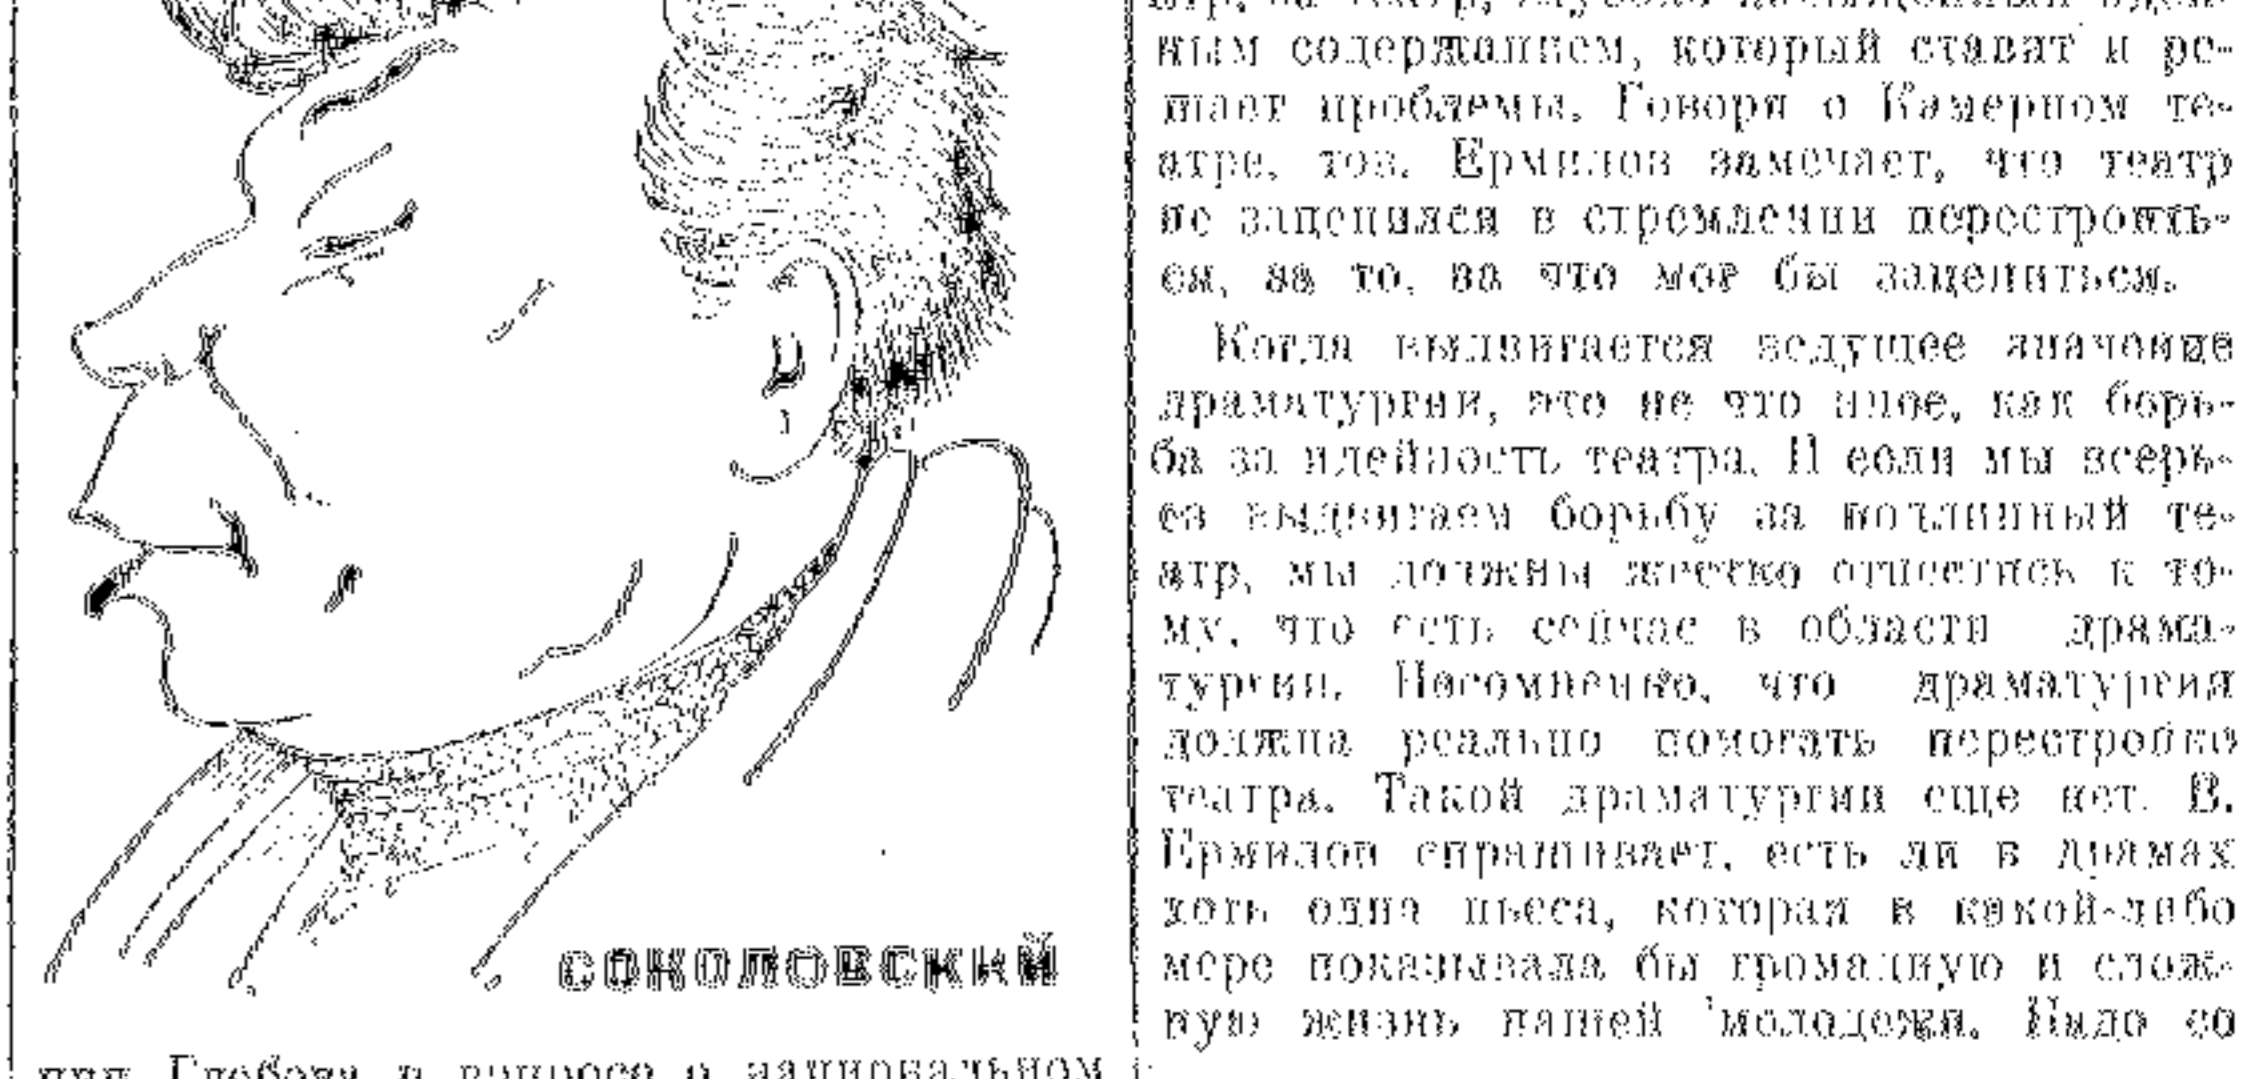 СОКОЛОВСКИЙ
Глебова в вопросе о национальном
ным содержанием, который ставит и ре-
шает проблемы. Говоря о Камерном те-
атре, тов. Ермилов замечает, что театр
не зацепился в стремлении перестроить-
ся, за то, за что мог бы зацепиться.
Когда выдвигается ведущее значение
драматургии, это не что иное, как борь-
ба за идейность театра. И если мы всерь-
ез выдвигаем борьбу за подлинный те-
атр, мы должны жестко отнестись к то-
му, что есть сейчас в области драма-
тургии. Несомненно, что драматургия
должна реально помогать перестройке
театра. Такой драматургии еще нет. В.
Ермилов спрашивает, есть ли в драмах
хоть одна пьеса, которая в какой-либо
мере показывала бы громадную и слож-
ную жизнь нашей молодежи. Надо со